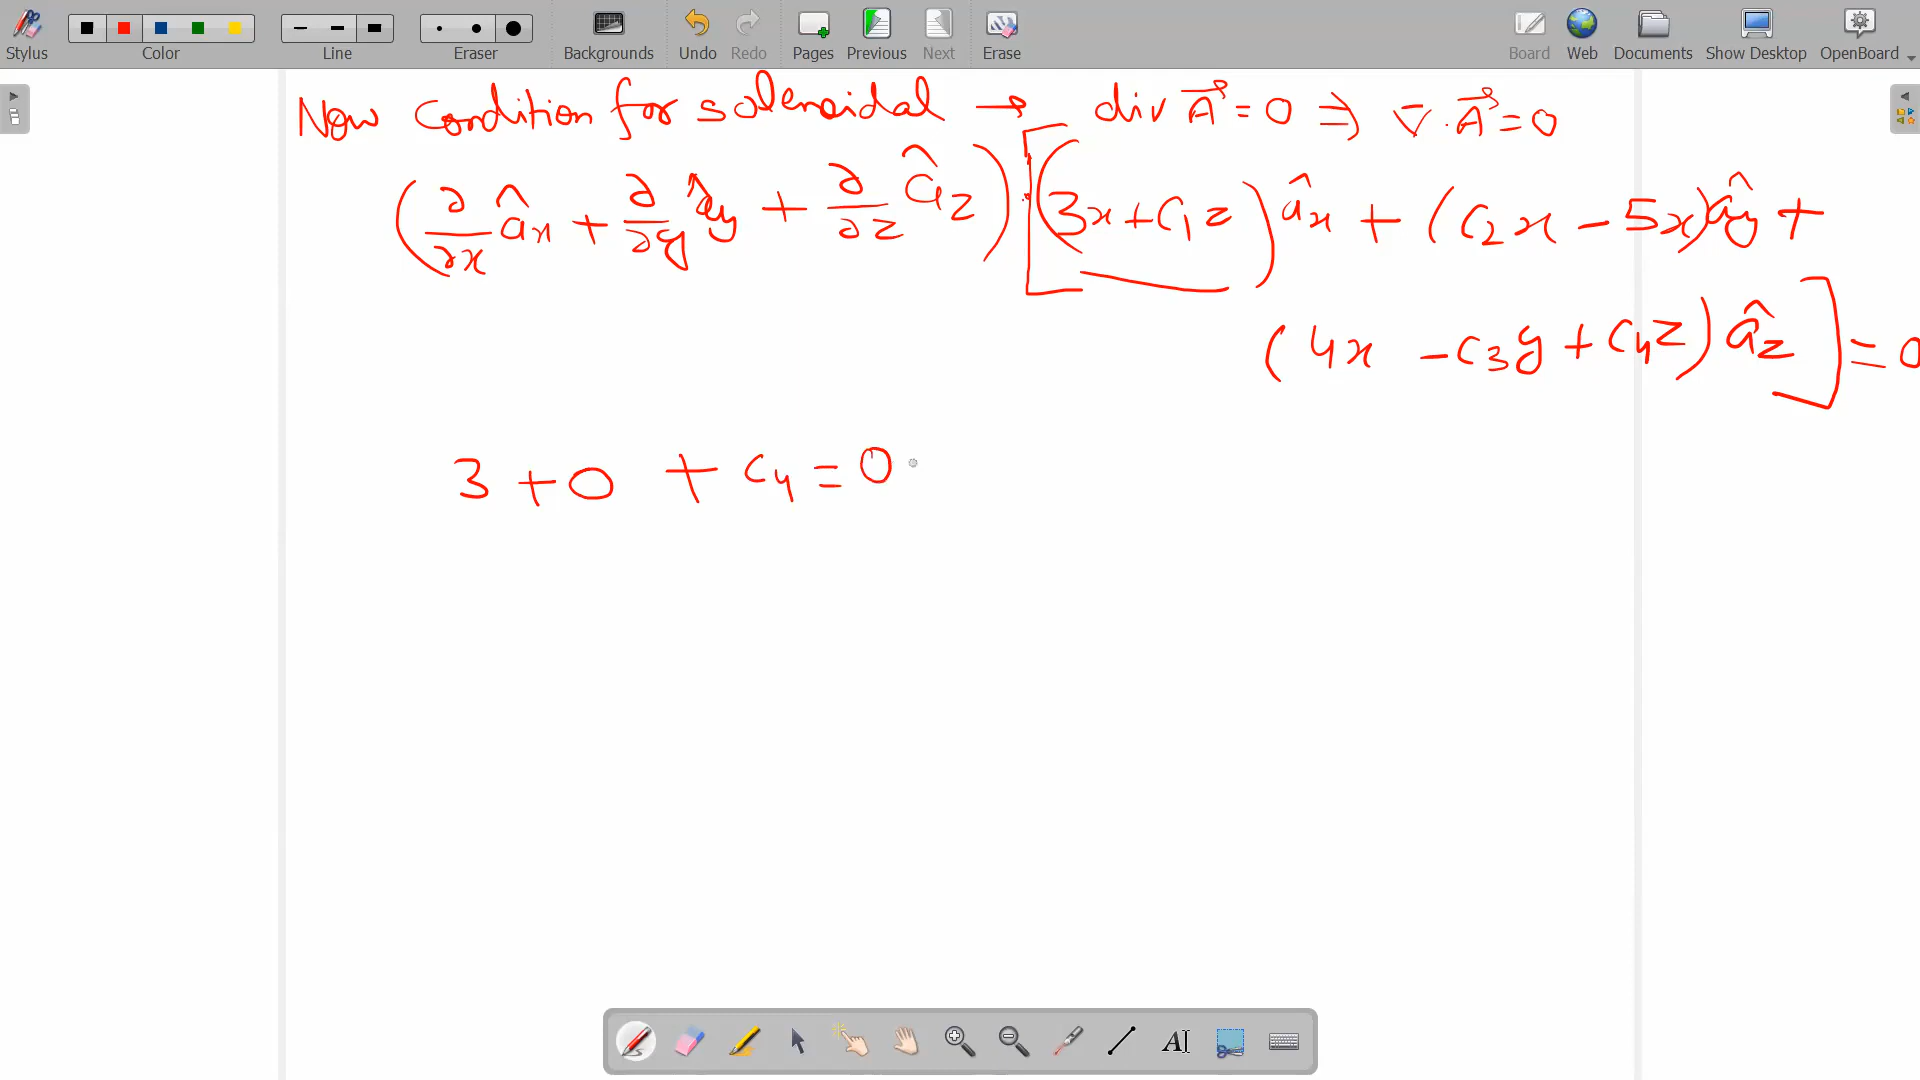 Stylus Color Line Eraser Backgrounds Undo Redo Pages Previous Next Erase Board Web Documents Show Desktop OpenBoard
Now Condition for solenoidal → div A⃗ = 0 ⇒ ∇·A⃗ = 0
(∂/∂x âx + ∂/∂y ây + ∂/∂z âz) · [(3x + C₁z) âx + (C₂x − 5x) ây +
(4x − C₃y + C₄z) âz] = 0
3 + 0 + C₄ = 0
AI